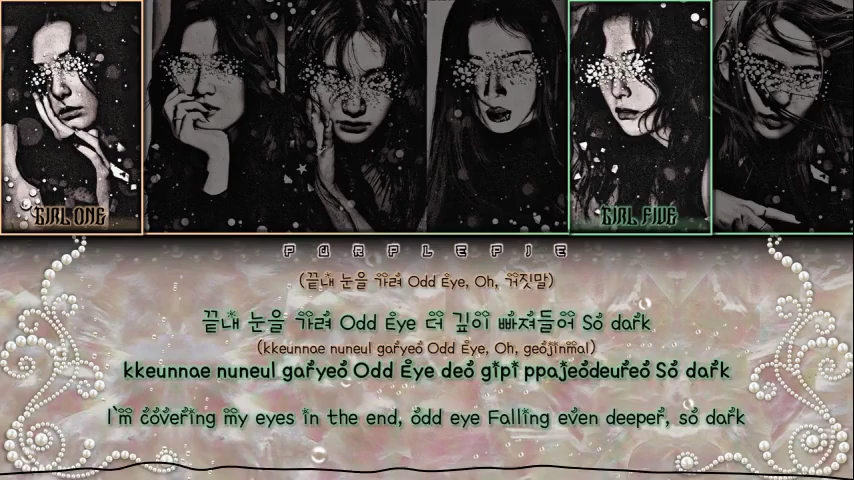 GIRL ONE
GIRL FIVE
PURPLEPIE
(끝내 눈을 가려 Odd Eye, Oh, 거짓말)
끝내 눈을 가려 Odd Eye 더 깊이 빠져들어 So dark
(kkeunnae nuneul garyeo Odd Eye, Oh, geojinmal)
kkeunnae nuneul garyeo Odd Eye deo gipi ppajeodeureo So dark
I`m covering my eyes in the end, odd eye Falling even deeper, so dark